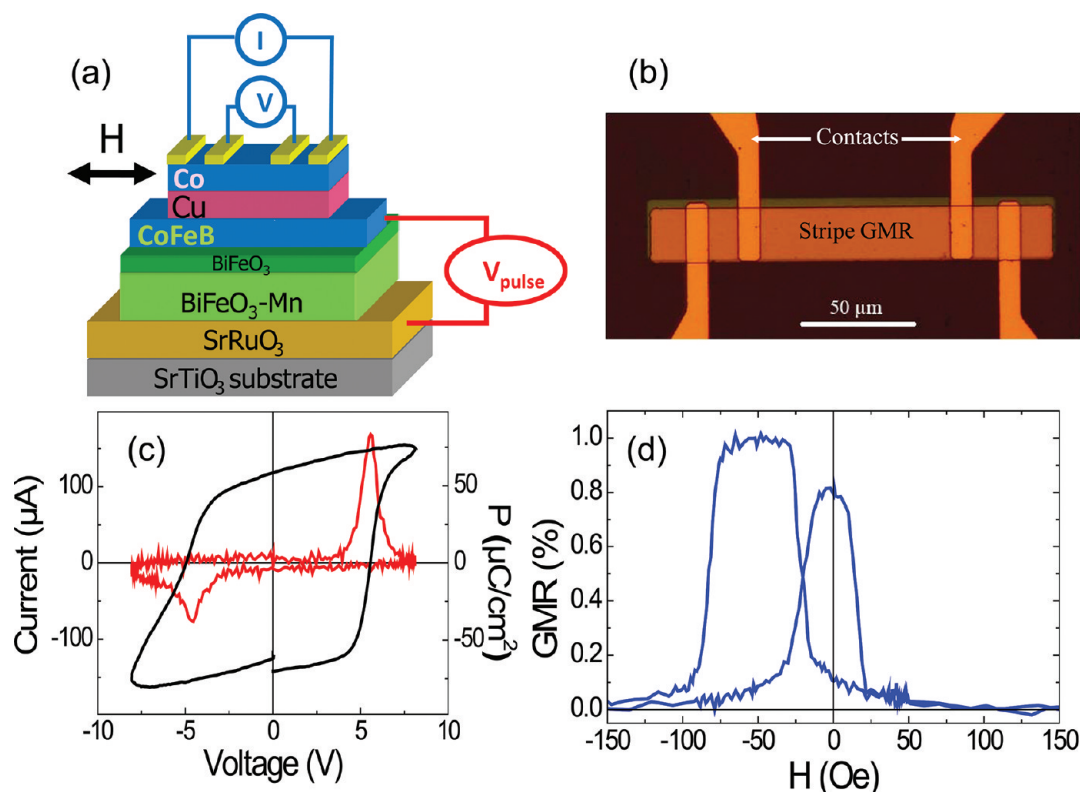 (a)
I
V
H
Co
Cu
CoFeB
BiFeO₃
BiFeO₃-Mn
SrRuO₃
SrTiO₃ substrate
Vpulse
(b)
Contacts
Stripe GMR
50 µm
(c)
Current (µA)
100
0
-100
P (µC/cm²)
50
0
-50
-10 -5 0 5 10
Voltage (V)
(d)
GMR (%)
1.0
0.8
0.6
0.4
0.2
0.0
-150 -100 -50 0 50 100 150
H (Oe)